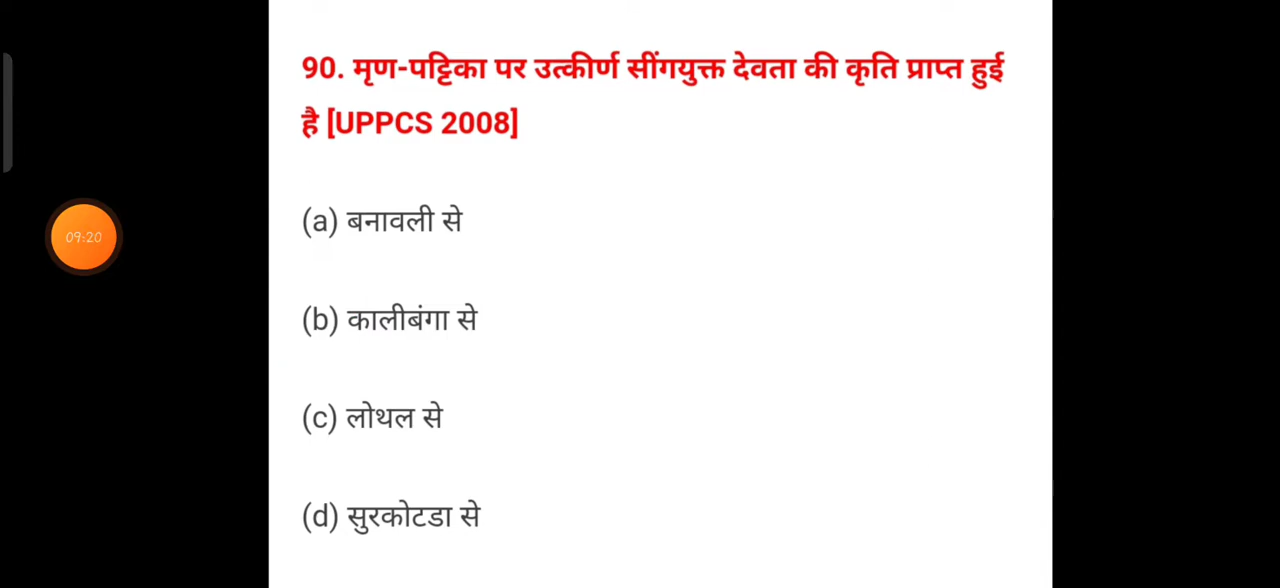 90. मृण-पट्टिका पर उत्कीर्ण सींगयुक्त देवता की कृति प्राप्त हुई
है [UPPCS 2008]
09:20
(a) बनावली से
(b) कालीबंगा से
(c) लोथल से
(d) सुरकोटडा से